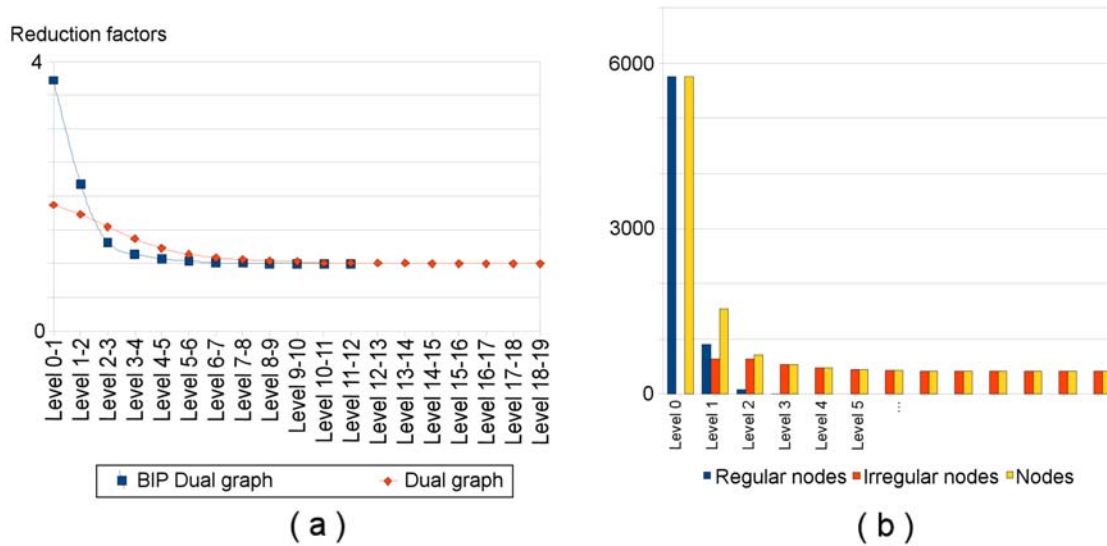 Reduction factors
4
0
Level 0-1
Level 1-2
Level 2-3
Level 3-4
Level 4-5
Level 5-6
Level 6-7
Level 7-8
Level 8-9
Level 9-10
Level 10-11
Level 11-12
Level 12-13
Level 13-14
Level 14-15
Level 15-16
Level 16-17
Level 17-18
Level 18-19
BIP Dual graph
Dual graph
( a )
6000
3000
0
Level 0
Level 1
Level 2
Level 3
Level 4
Level 5
...
Regular nodes
Irregular nodes
Nodes
( b )